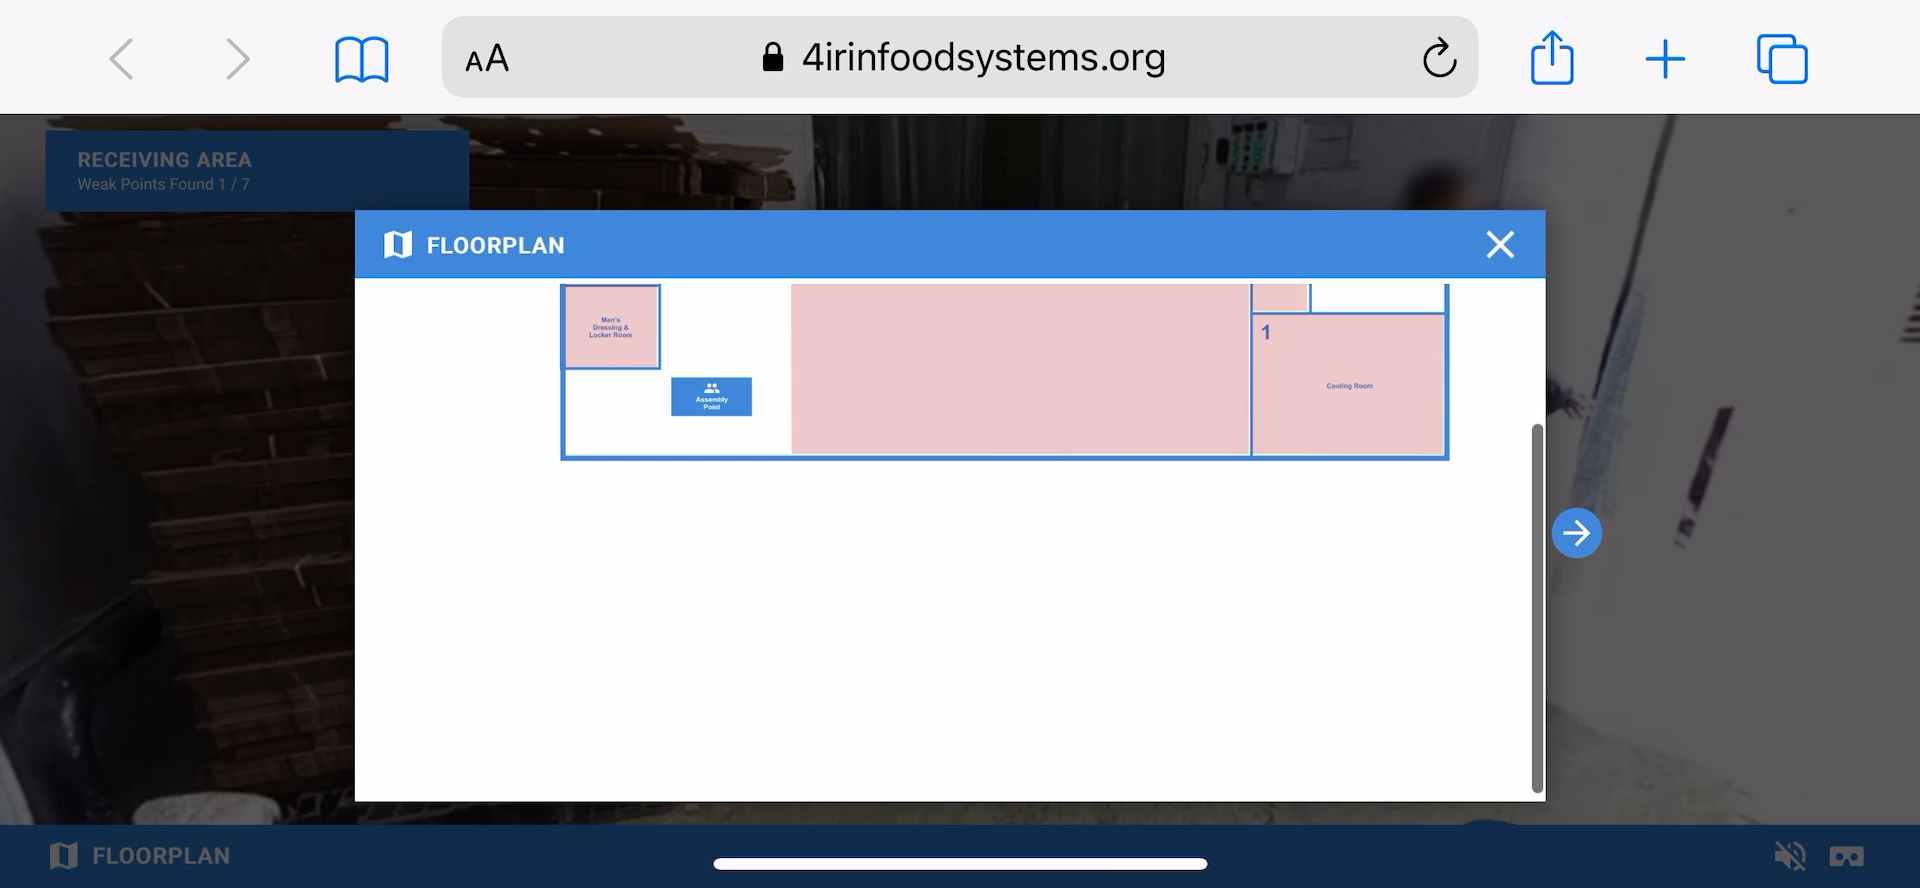 AA
4irinfoodsystems.org
RECEIVING AREA
Weak Points Found 1 / 7
FLOORPLAN
Men's
Dressing &
Locker Room
Assembly
Point
1
Cooling Room
FLOORPLAN